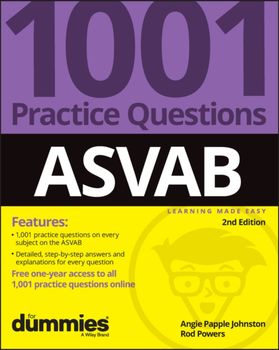 1001
Practice Questions
ASVAB
LEARNING MADE EASY
2nd Edition
Features:
• 1,001 practice questions on every
subject on the ASVAB
• Detailed, step-by-step answers and
explanations for every question
Free one-year access to all
1,001 practice questions online
for
dummies
A Wiley Brand
Angie Papple Johnston
Rod Powers